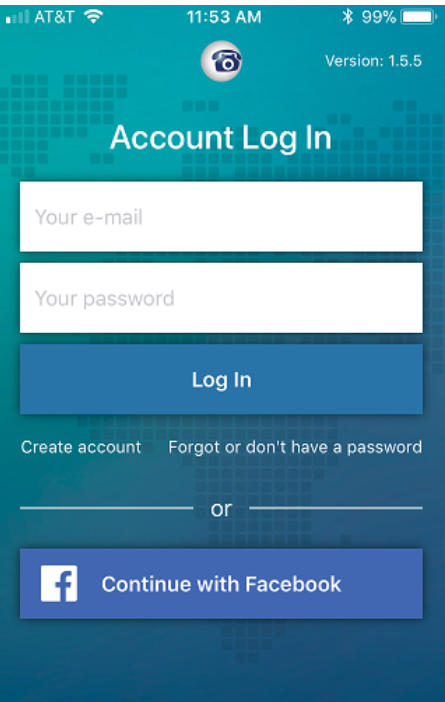 AT&T 11:53 AM 99%
Version: 1.5.5
Account Log In
Your e-mail
Your password
Log In
Create account Forgot or don't have a password
or
f Continue with Facebook